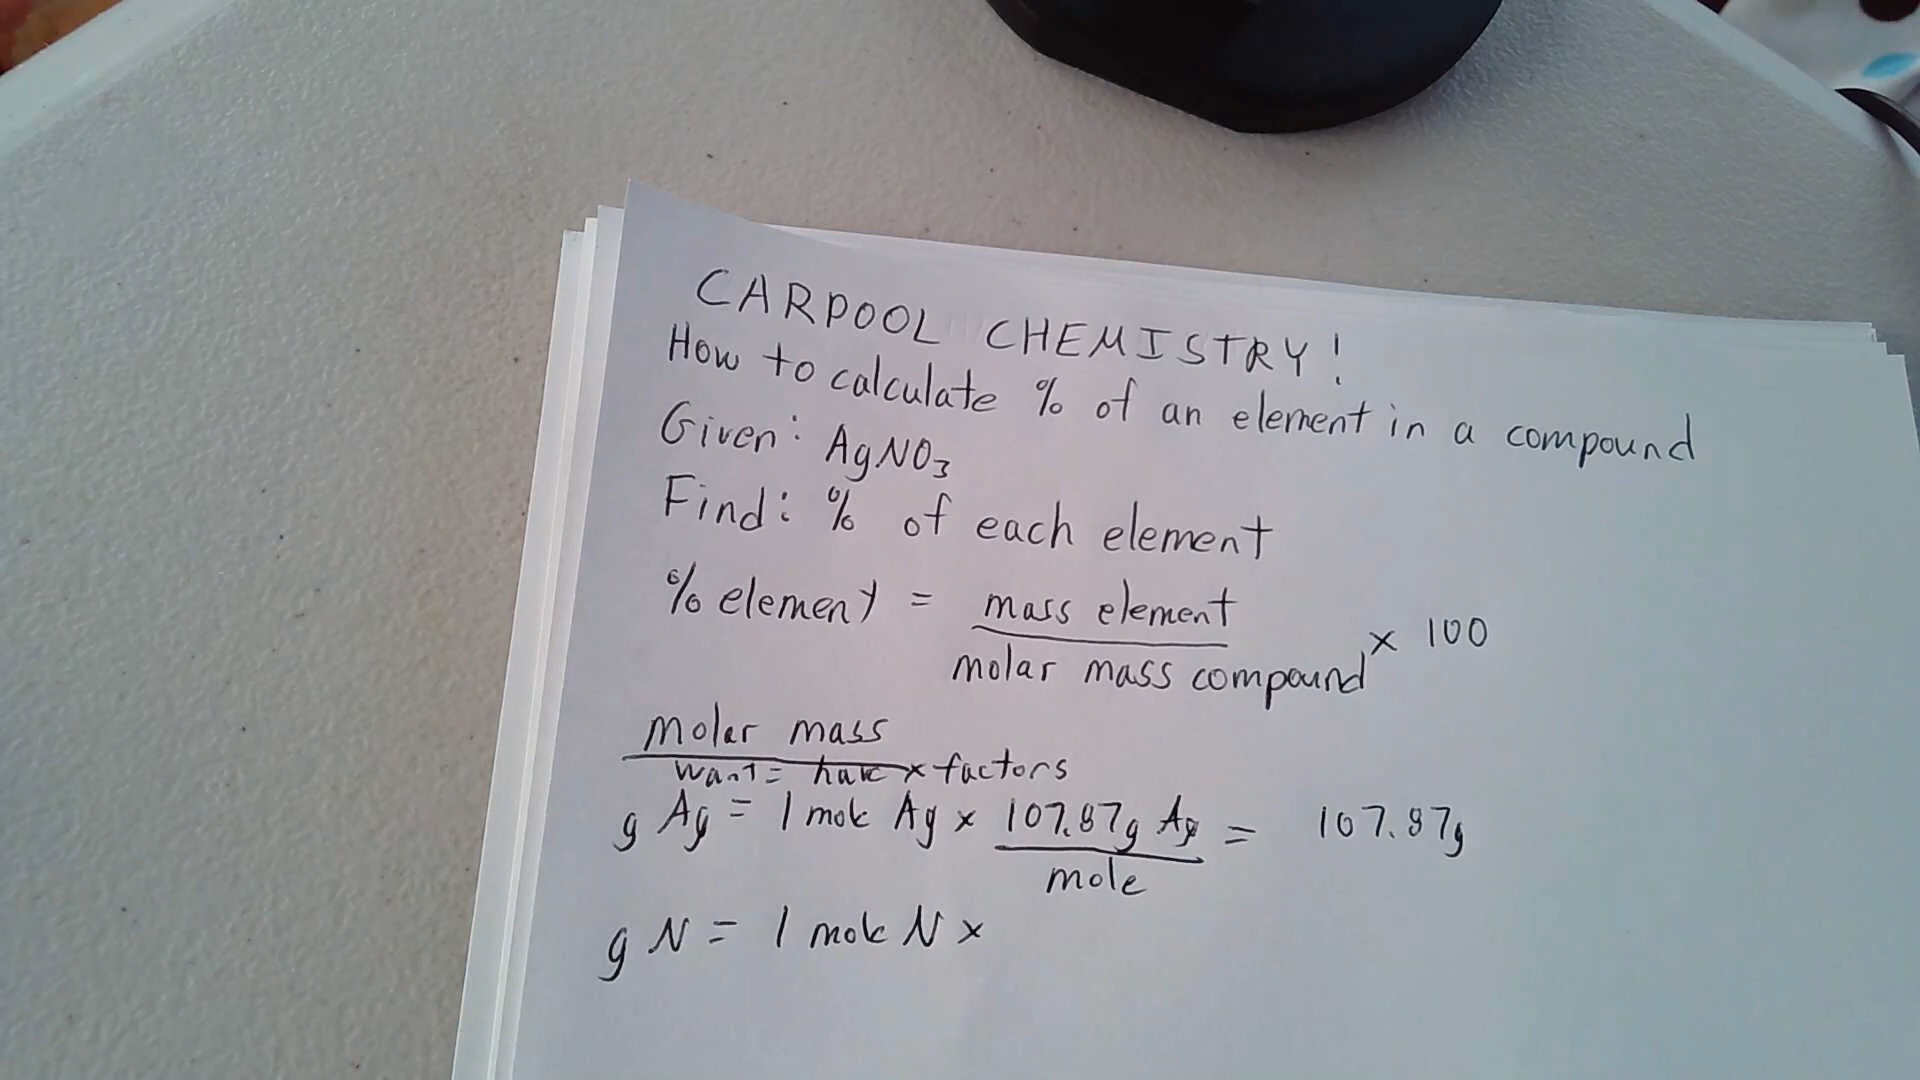 CARPOOL CHEMISTRY!
How to calculate % of an element in a compound
Given: AgNO₃
Find: % of each element
% element = mass element / molar mass compound × 100
molar mass
want = have × factors
g Ag = 1 mole Ag × 107.87g Ag / mole = 107.87g
g N = 1 mole N ×